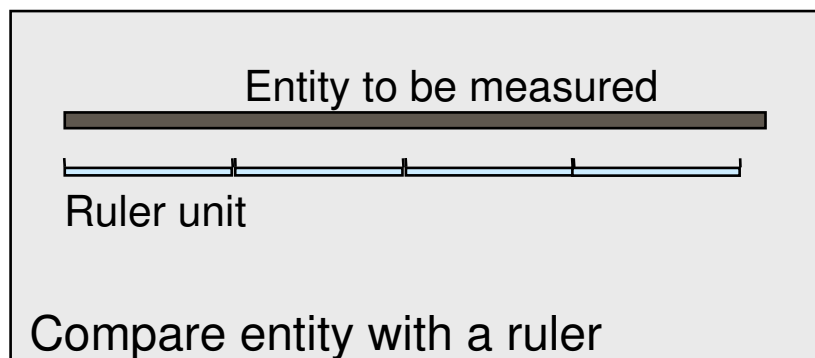 Entity to be measured
Ruler unit
Compare entity with a ruler